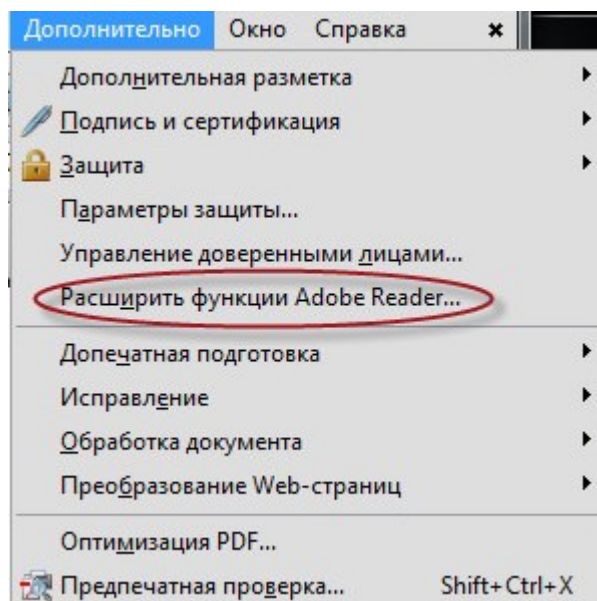 Дополнительно Окно Справка
Дополнительная разметка
Подпись и сертификация
Защита
Параметры защиты...
Управление доверенными лицами...
Расширить функции Adobe Reader...
Допечатная подготовка
Исправление
Обработка документа
Преобразование Web-страниц
Оптимизация PDF...
Предпечатная проверка... Shift+Ctrl+X